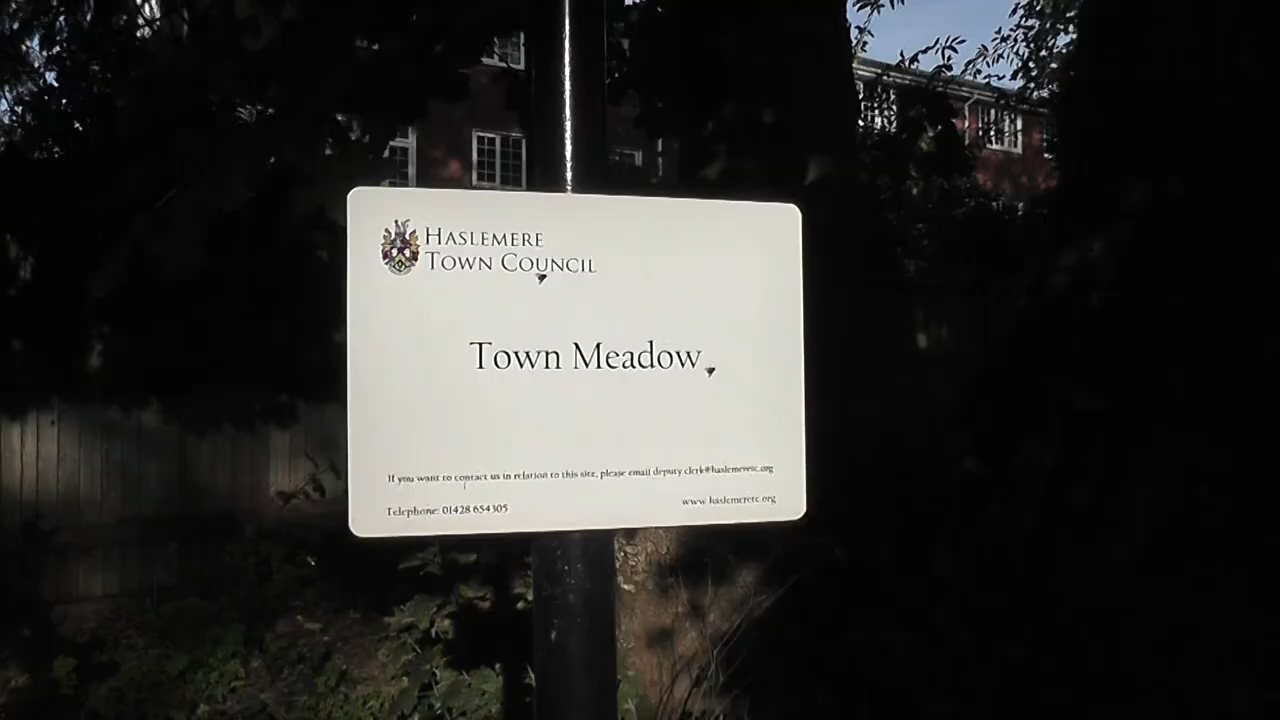 HASLEMERE
TOWN COUNCIL
Town Meadow
If you want to contact us in relation to this site, please email deputy.clerk@haslemeretc.org
Telephone: 01428 654305
www.haslemeretc.org